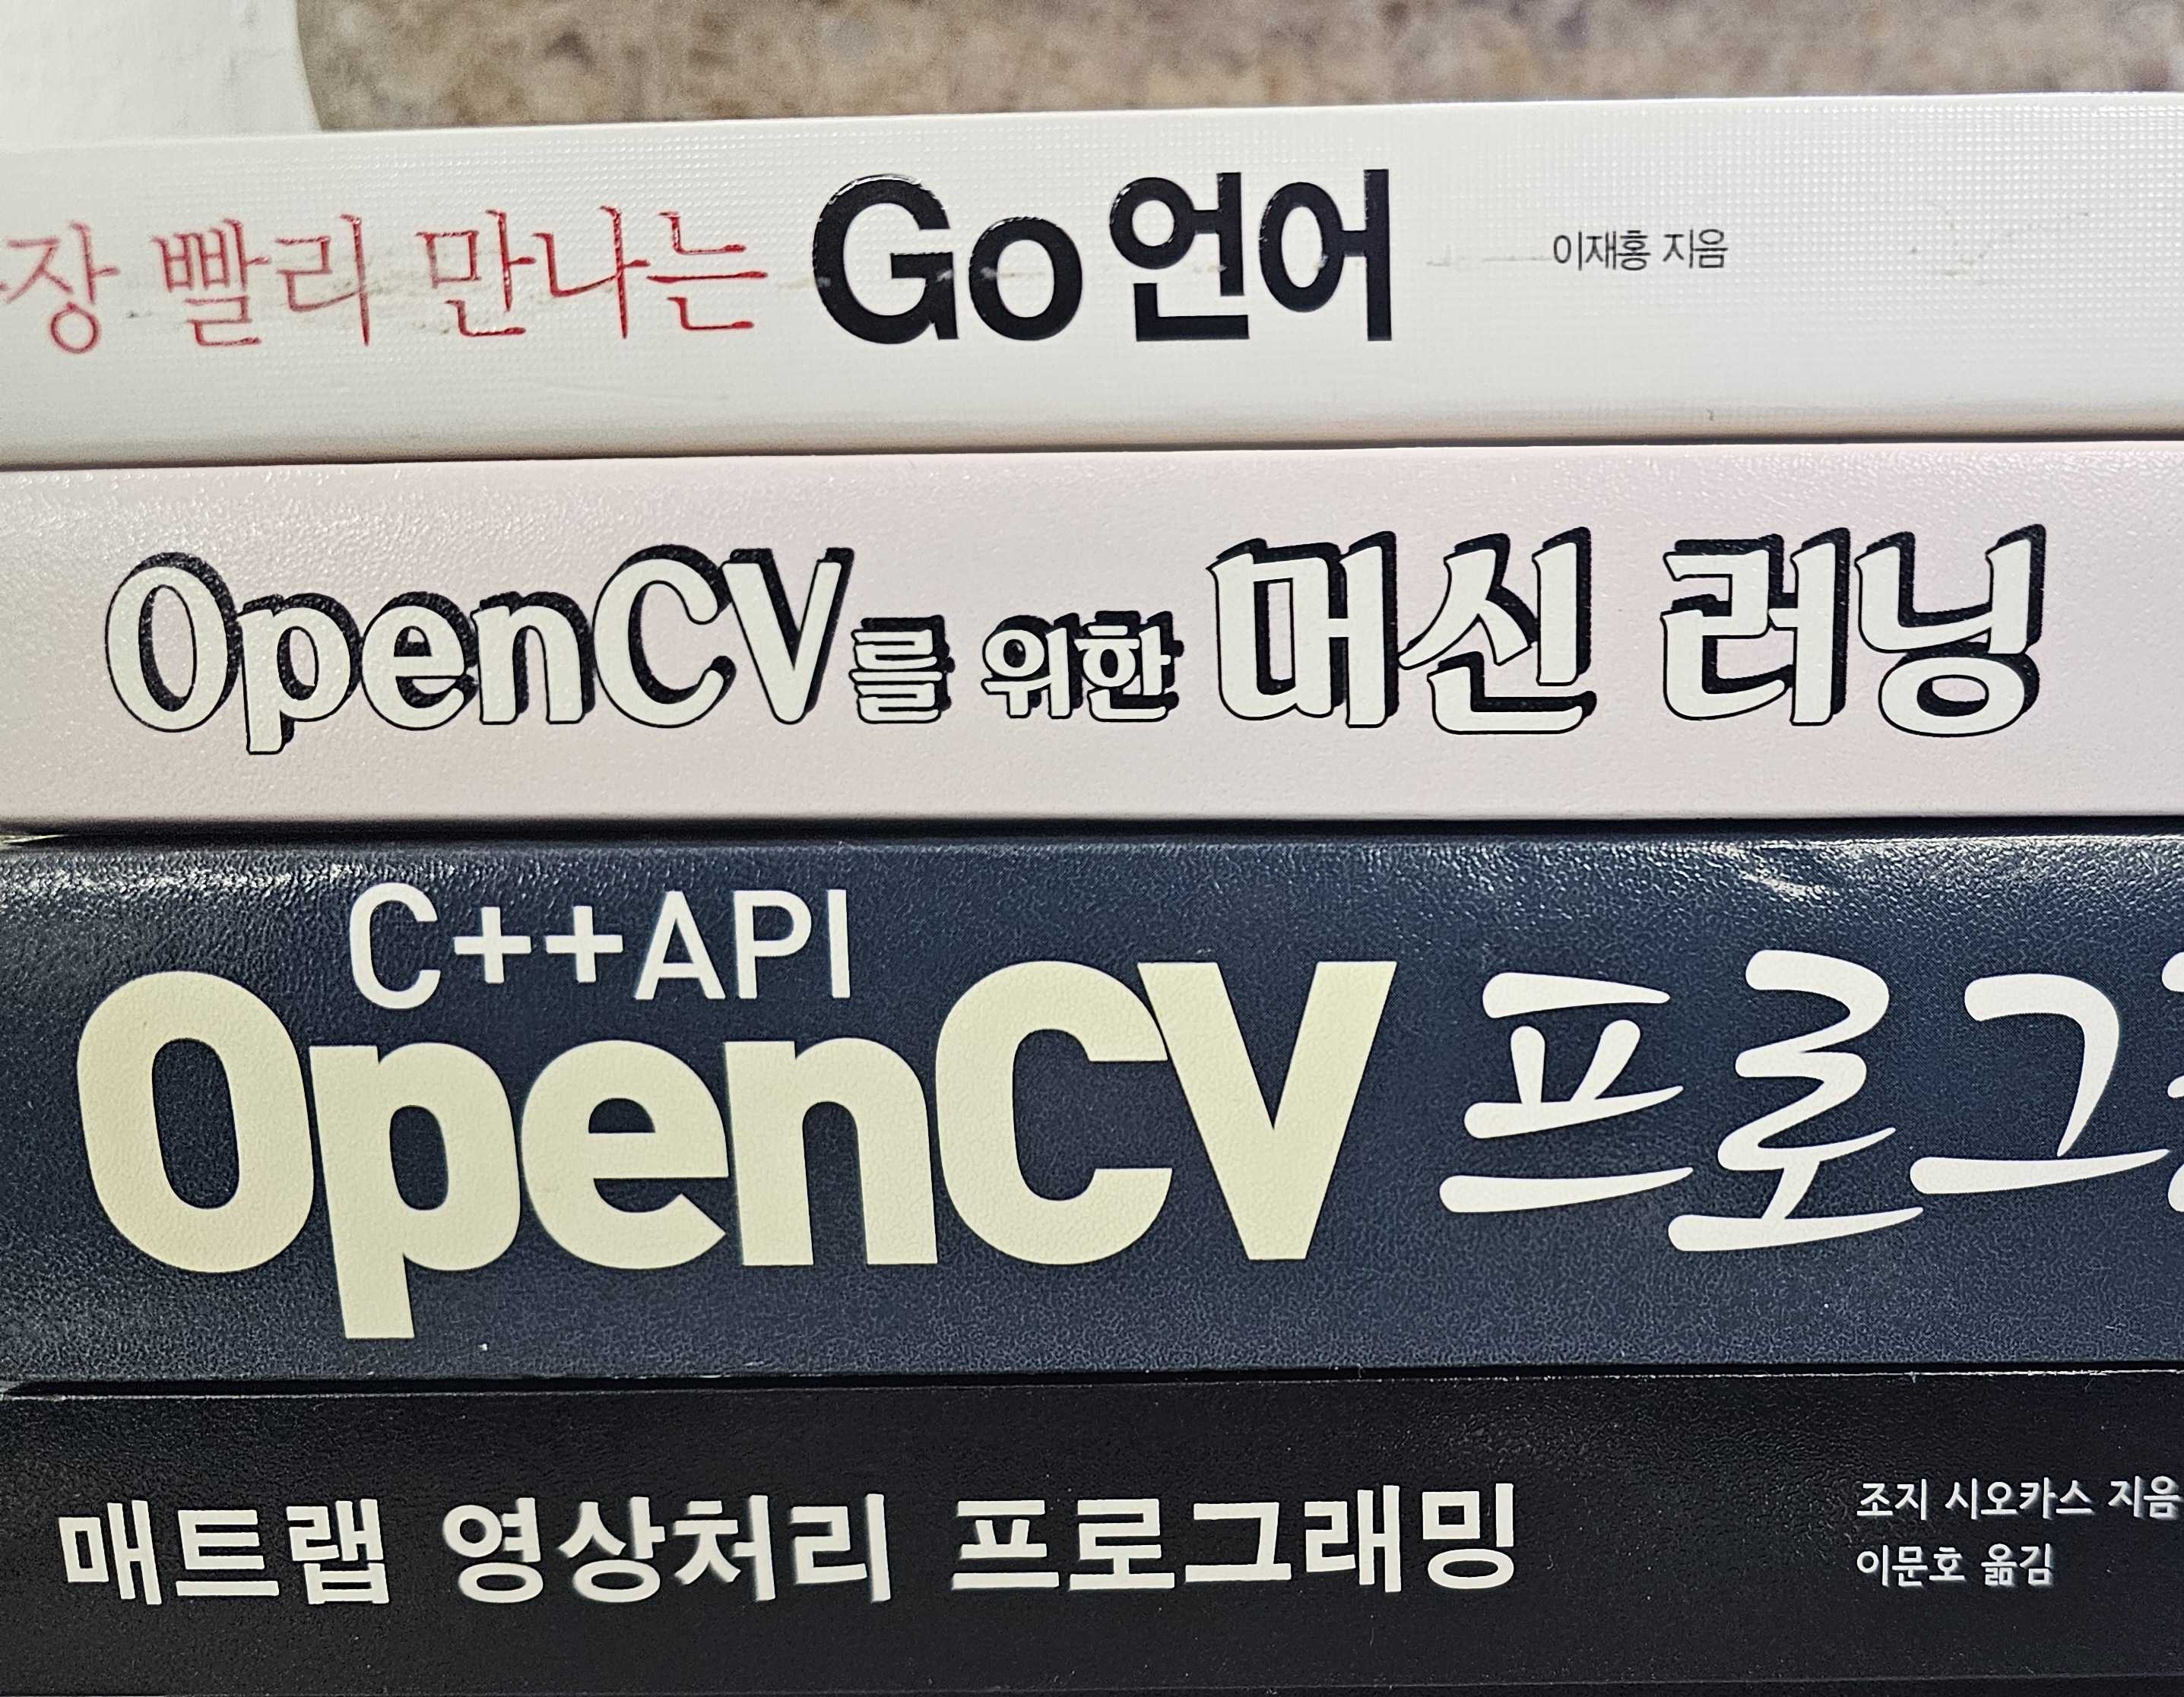 장 빨리 만나는 Go 언어 이재홍 지음
OpenCV를 위한 머신 러닝
C++ API
OpenCV 프로그
매트랩 영상처리 프로그래밍
조지 시오카스 지음
이문호 옮김